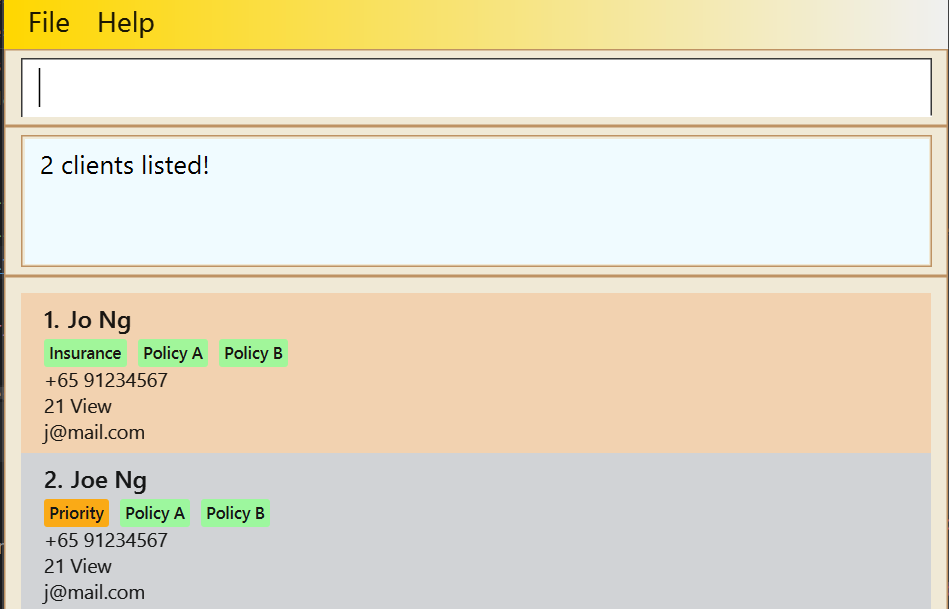 File Help
2 clients listed!
1. Jo Ng
Insurance Policy A Policy B
+65 91234567
21 View
j@mail.com
2. Joe Ng
Priority Policy A Policy B
+65 91234567
21 View
j@mail.com